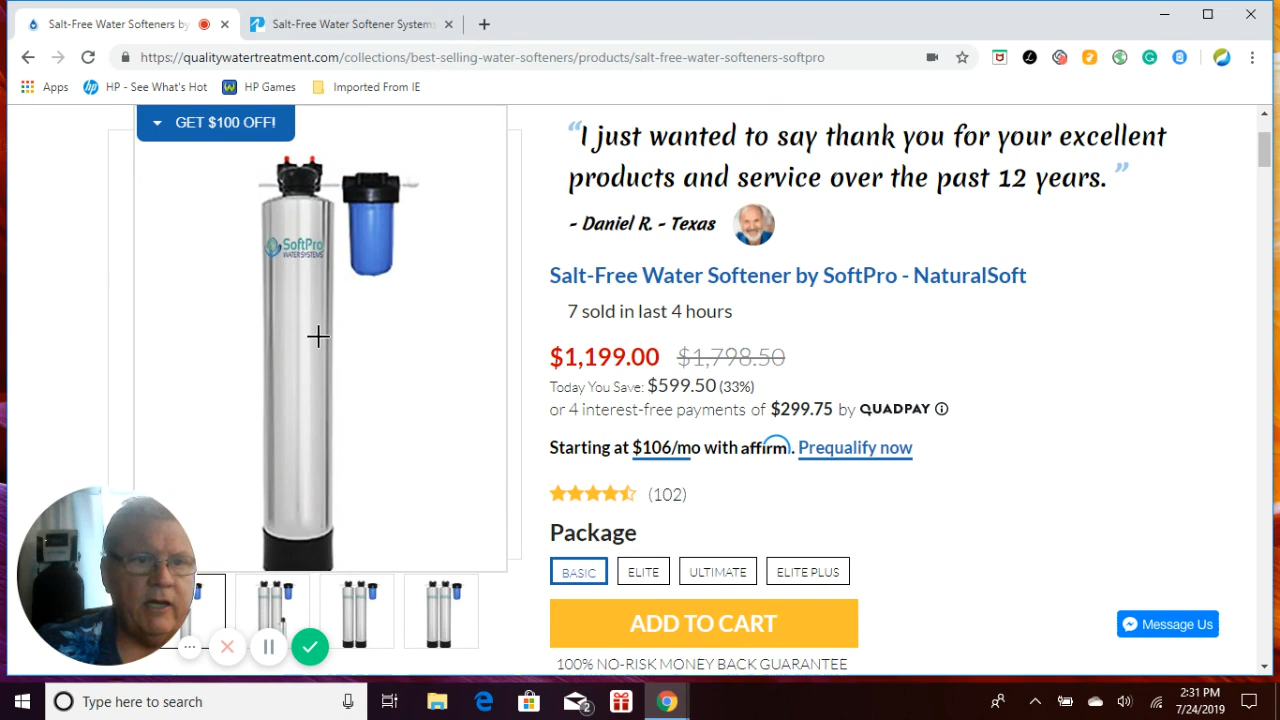 Salt-Free Water Softeners by
Salt-Free Water Softener Systems
https://qualitywatertreatment.com/collections/best-selling-water-softeners/products/salt-free-water-softeners-softpro
Apps
HP - See What's Hot
HP Games
Imported From IE
GET $100 OFF!
SoftPro
WATER SYSTEMS
“I just wanted to say thank you for your excellent
products and service over the past 12 years.”
- Daniel R. - Texas
Salt-Free Water Softener by SoftPro - NaturalSoft
7 sold in last 4 hours
$1,199.00 $1,798.50
Today You Save: $599.50 (33%)
or 4 interest-free payments of $299.75 by QUADPAY
Starting at $106/mo with affirm. Prequalify now
(102)
Package
BASIC ELITE ULTIMATE ELITE PLUS
ADD TO CART
100% NO-RISK MONEY BACK GUARANTEE
Message Us
Type here to search
2
2:31 PM
7/24/2019